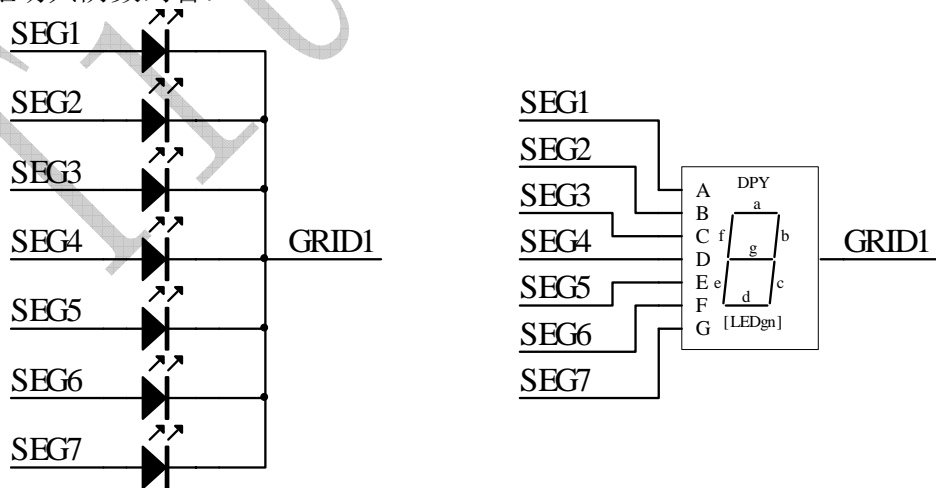 SEG1
SEG2
SEG3
SEG4
SEG5
SEG6
SEG7
GRID1
SEG1
SEG2
SEG3
SEG4
SEG5
SEG6
SEG7
A
B
C
D
E
F
G
DPY
a
f
b
g
e
c
d
[LEDgn]
GRID1